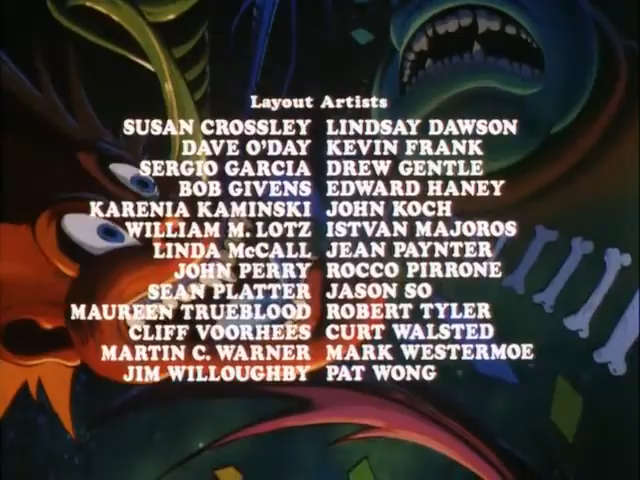 Layout Artists
SUSAN CROSSLEY LINDSAY DAWSON
DAVE O'DAY KEVIN FRANK
SERGIO GARCIA DREW GENTLE
BOB GIVENS EDWARD HANEY
KARENIA KAMINSKI JOHN KOCH
WILLIAM M. LOTZ ISTVAN MAJOROS
LINDA McCALL JEAN PAYNTER
JOHN PERRY ROCCO PIRRONE
SEAN PLATTER JASON SO
MAUREEN TRUEBLOOD ROBERT TYLER
CLIFF VOORHEES CURT WALSTED
MARTIN C. WARNER MARK WESTERMOE
JIM WILLOUGHBY PAT WONG